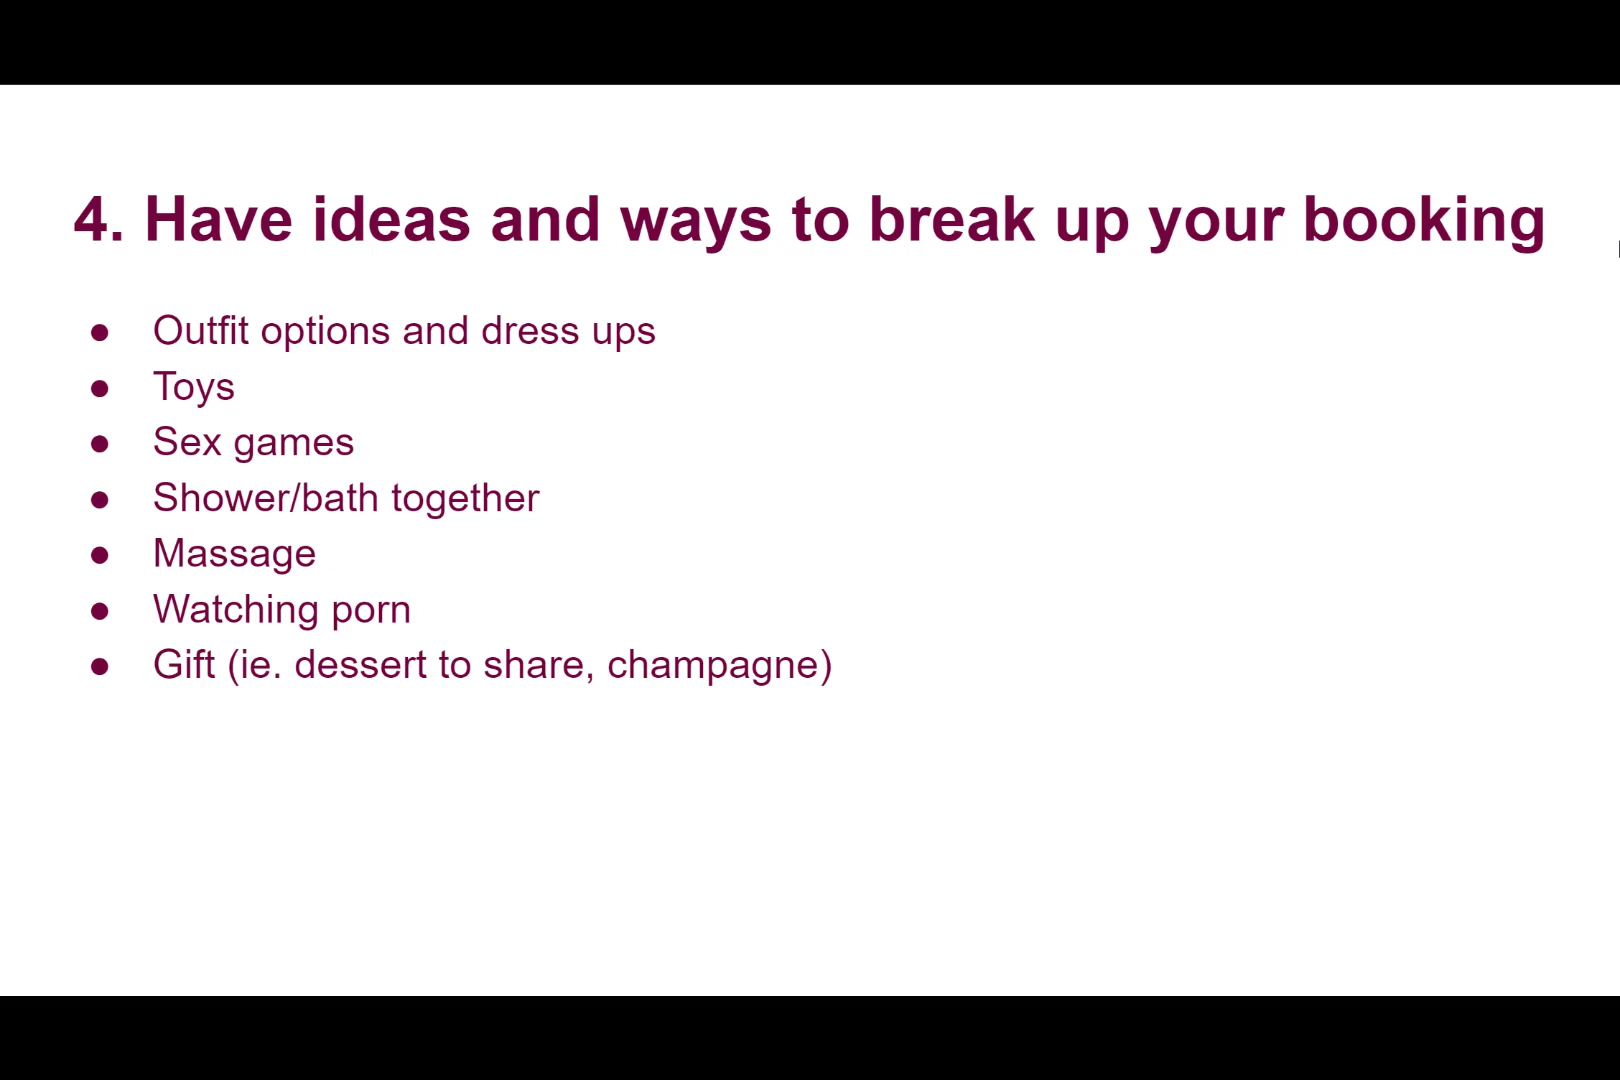 4. Have ideas and ways to break up your booking
● Outfit options and dress ups
● Toys
● Sex games
● Shower/bath together
● Massage
● Watching porn
● Gift (ie. dessert to share, champagne)